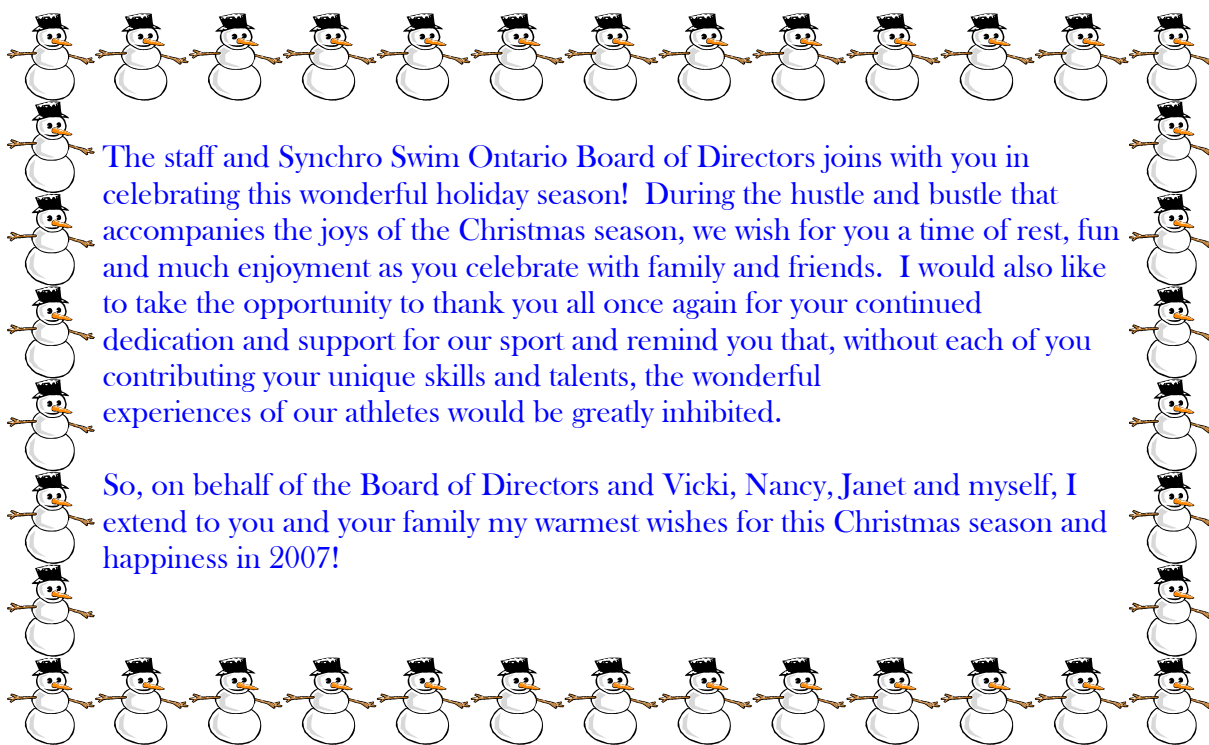 The staff and Synchro Swim Ontario Board of Directors joins with you in
celebrating this wonderful holiday season!  During the hustle and bustle that
accompanies the joys of the Christmas season, we wish for you a time of rest, fun
and much enjoyment as you celebrate with family and friends.  I would also like
to take the opportunity to thank you all once again for your continued
dedication and support for our sport and remind you that, without each of you
contributing your unique skills and talents, the wonderful
experiences of our athletes would be greatly inhibited.
So, on behalf of the Board of Directors and Vicki, Nancy, Janet and myself, I
extend to you and your family my warmest wishes for this Christmas season and
happiness in 2007!